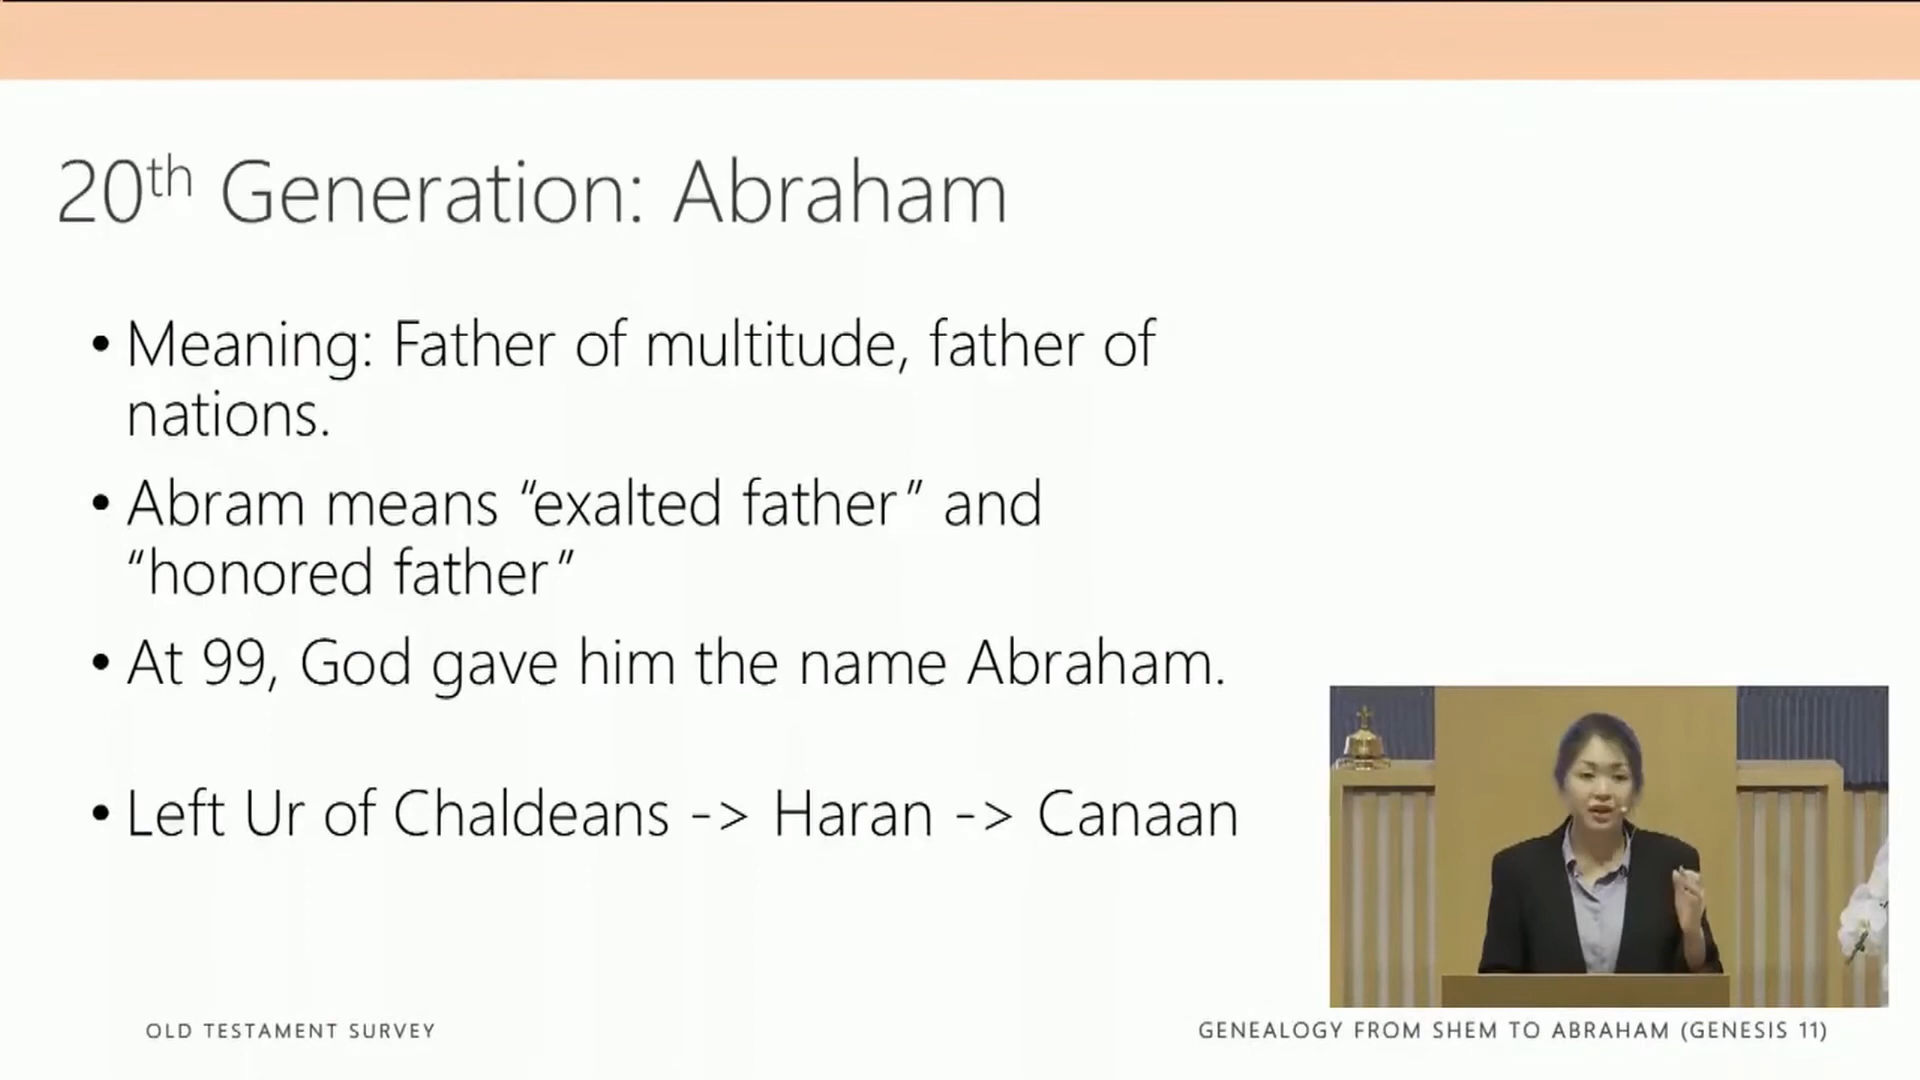 20th Generation: Abraham
• Meaning: Father of multitude, father of
nations.
• Abram means “exalted father” and
“honored father”
• At 99, God gave him the name Abraham.
• Left Ur of Chaldeans -> Haran -> Canaan
OLD TESTAMENT SURVEY
GENEALOGY FROM SHEM TO ABRAHAM (GENESIS 11)